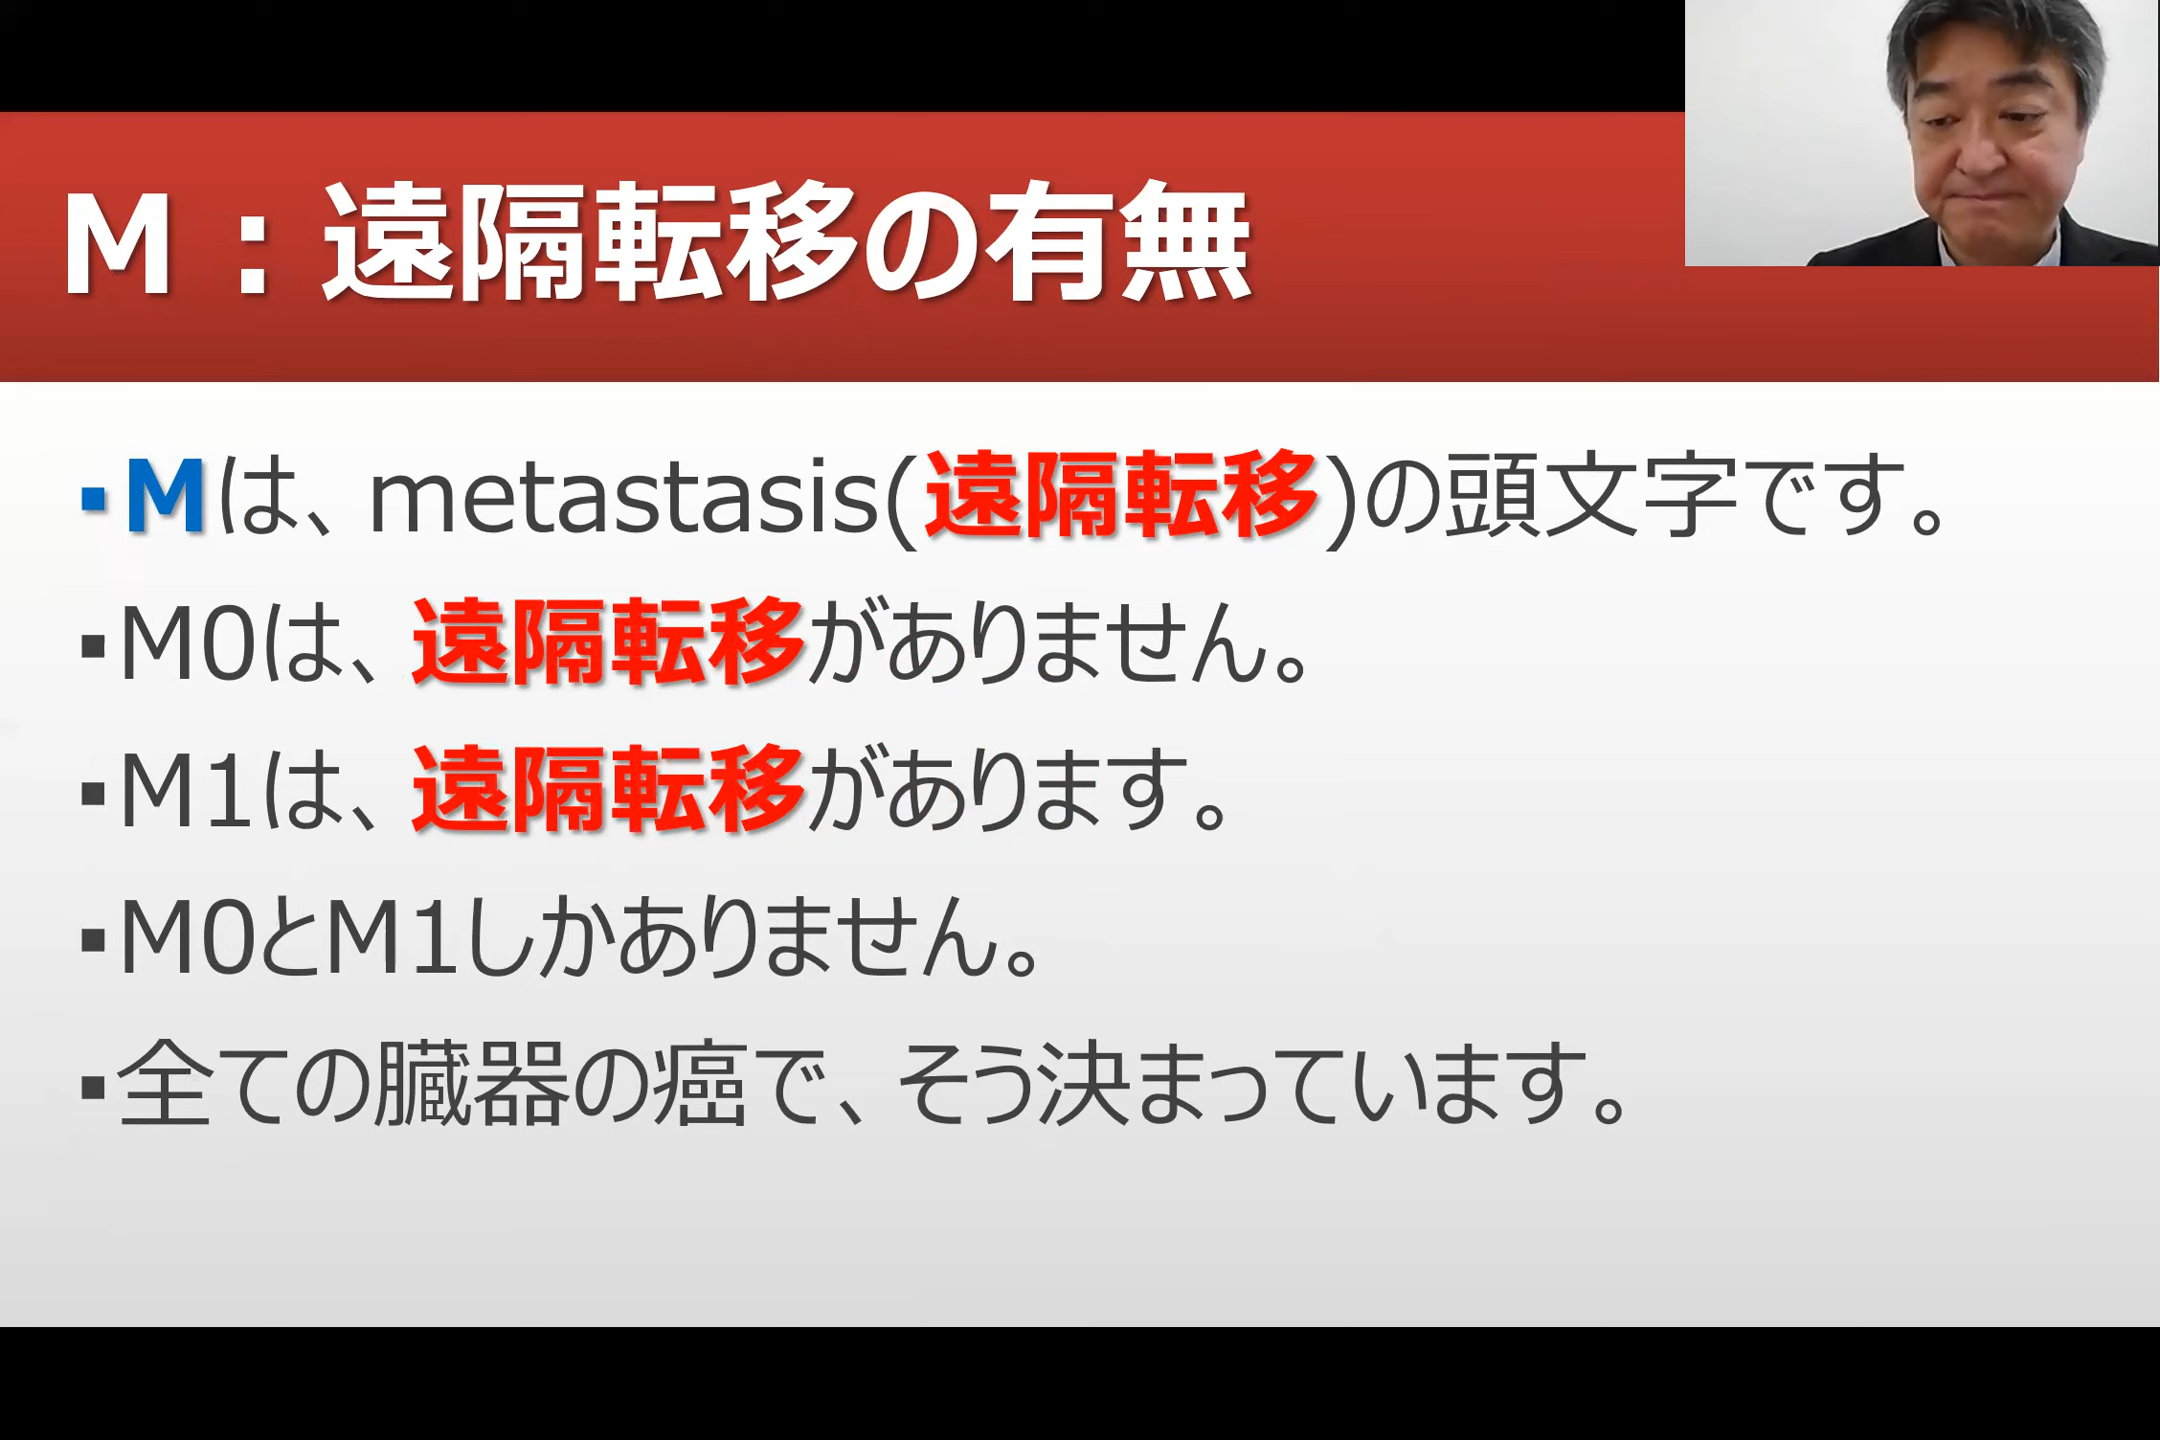 M：遠隔転移の有無
▪Mは、metastasis(遠隔転移)の頭文字です。
▪M0は、遠隔転移がありません。
▪M1は、遠隔転移があります。
▪M0とM1しかありません。
▪全ての臓器の癌で、そう決まっています。